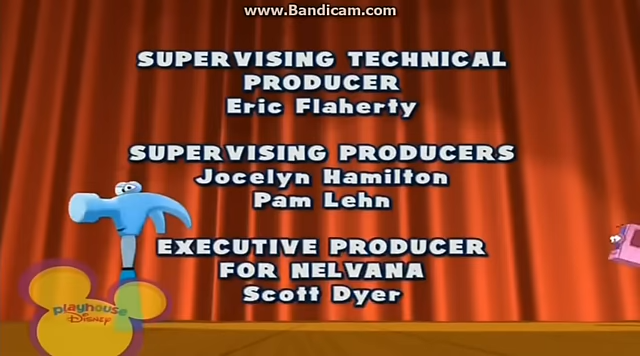 www.Bandicam.com
SUPERVISING TECHNICAL
PRODUCER
Eric Flaherty
SUPERVISING PRODUCERS
Jocelyn Hamilton
Pam Lehn
EXECUTIVE PRODUCER
FOR NELVANA
Scott Dyer
playhouse
Disney